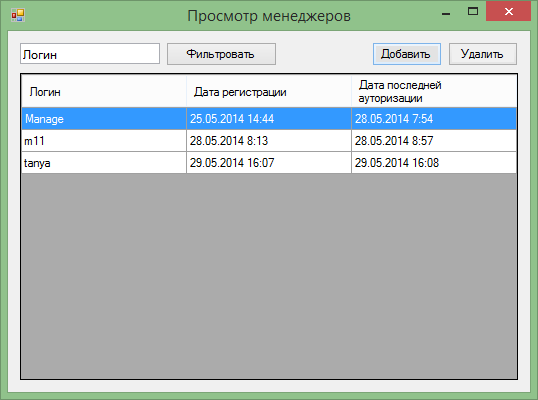 Просмотр менеджеров
Логин Фильтровать Добавить Удалить
Логин Дата регистрации Дата последней
ауторизации
Manage 25.05.2014 14:44 28.05.2014 7:54
m11 28.05.2014 8:13 28.05.2014 8:57
tanya 29.05.2014 16:07 29.05.2014 16:08